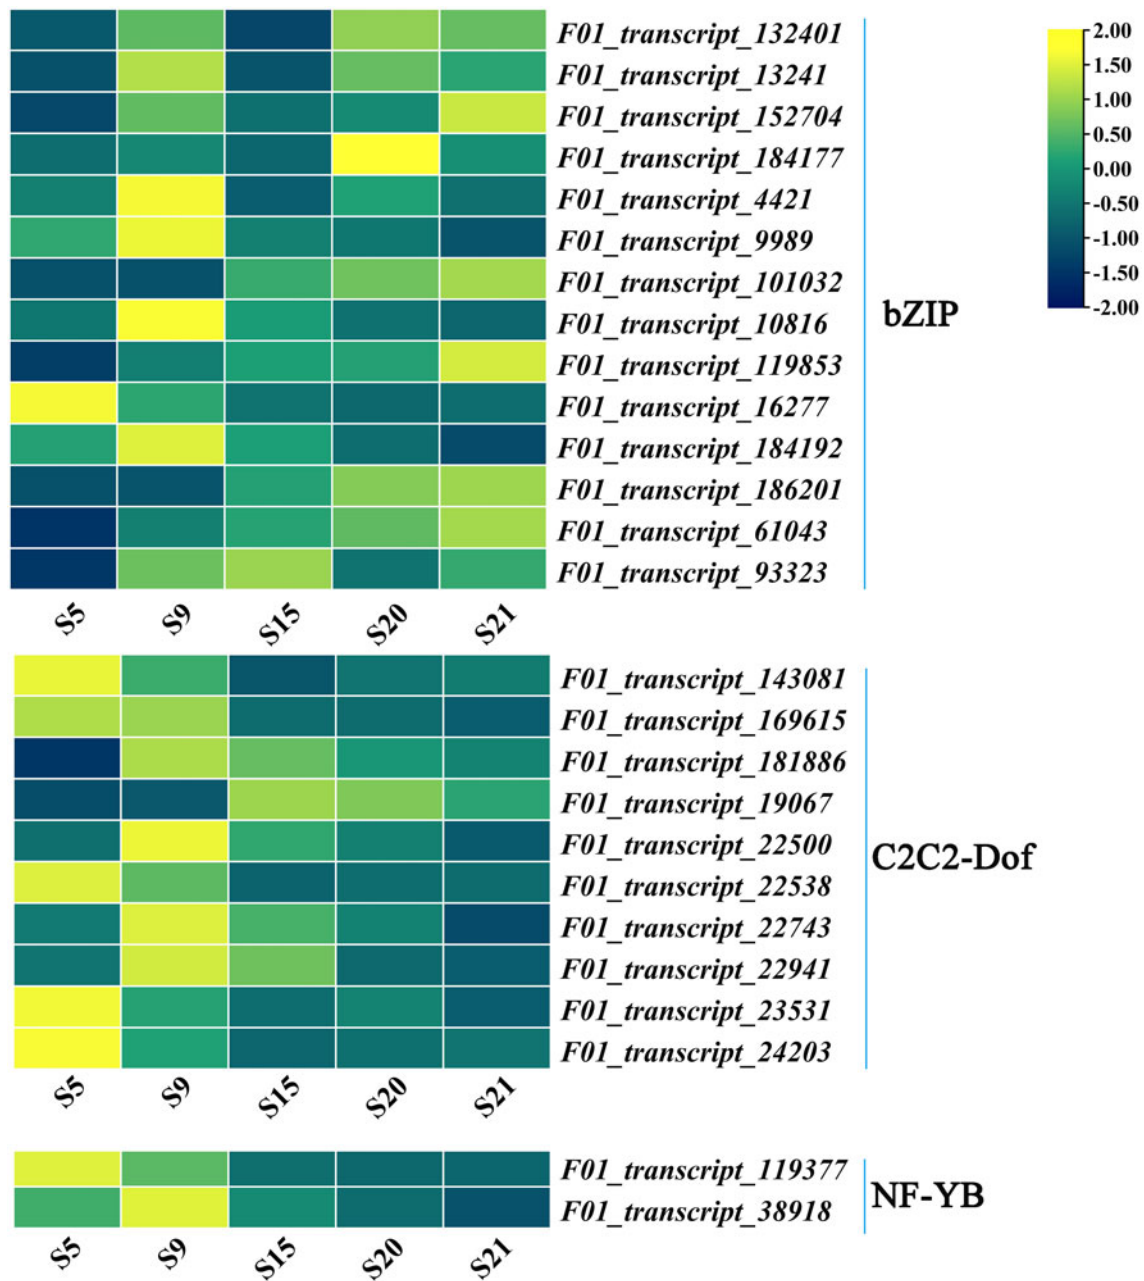 F01_transcript_132401
F01_transcript_13241
F01_transcript_152704
F01_transcript_184177
F01_transcript_4421
F01_transcript_9989
F01_transcript_101032
F01_transcript_10816
F01_transcript_119853
F01_transcript_16277
F01_transcript_184192
F01_transcript_186201
F01_transcript_61043
F01_transcript_93323
bZIP
2.00
1.50
1.00
0.50
0.00
-0.50
-1.00
-1.50
-2.00
S5 S9 S15 S20 S21
F01_transcript_143081
F01_transcript_169615
F01_transcript_181886
F01_transcript_19067
F01_transcript_22500
F01_transcript_22538
F01_transcript_22743
F01_transcript_22941
F01_transcript_23531
F01_transcript_24203
C2C2-Dof
S5 S9 S15 S20 S21
F01_transcript_119377
F01_transcript_38918
NF-YB
S5 S9 S15 S20 S21